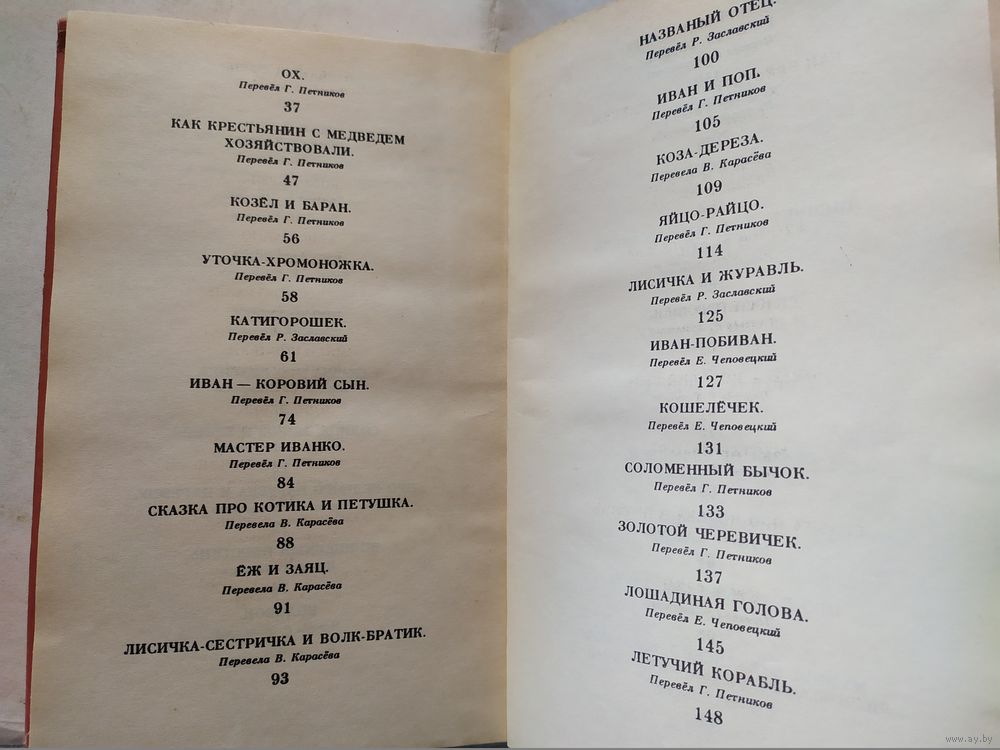 ОХ.
Перевёл Г. Петников
37
КАК КРЕСТЬЯНИН С МЕДВЕДЕМ
ХОЗЯЙСТВОВАЛИ.
Перевёл Г. Петников
47
КОЗЁЛ И БАРАН.
Перевёл Г. Петников
56
УТОЧКА-ХРОМОНОЖКА.
Перевёл Г. Петников
58
КАТИГОРОШЕК.
Перевёл Р. Заславский
61
ИВАН — КОРОВИЙ СЫН.
Перевёл Г. Петников
74
МАСТЕР ИВАНКО.
Перевёл Г. Петников
84
СКАЗКА ПРО КОТИКА И ПЕТУШКА.
Перевела В. Карасёва
88
ЁЖ И ЗАЯЦ.
Перевела В. Карасёва
91
ЛИСИЧКА-СЕСТРИЧКА И ВОЛК-БРАТИК.
Перевела В. Карасёва
93
НАЗВАНЫЙ ОТЕЦ.
Перевёл Р. Заславский
100
ИВАН И ПОП.
Перевёл Г. Петников
105
КОЗА-ДЕРЕЗА.
Перевела В. Карасёва
109
ЯЙЦО-РАЙЦО.
Перевёл Г. Петников
114
ЛИСИЧКА И ЖУРАВЛЬ.
Перевёл Р. Заславский
125
ИВАН-ПОБИВАН.
Перевёл Е. Чеповецкий
127
КОШЕЛЁЧЕК.
Перевёл Е. Чеповецкий
131
СОЛОМЕННЫЙ БЫЧОК.
Перевёл Г. Петников
133
ЗОЛОТОЙ ЧЕРЕВИЧЕК.
Перевёл Г. Петников
137
ЛОШАДИНАЯ ГОЛОВА.
Перевёл Е. Чеповецкий
145
ЛЕТУЧИЙ КОРАБЛЬ.
Перевёл Г. Петников
148
www.ay.by